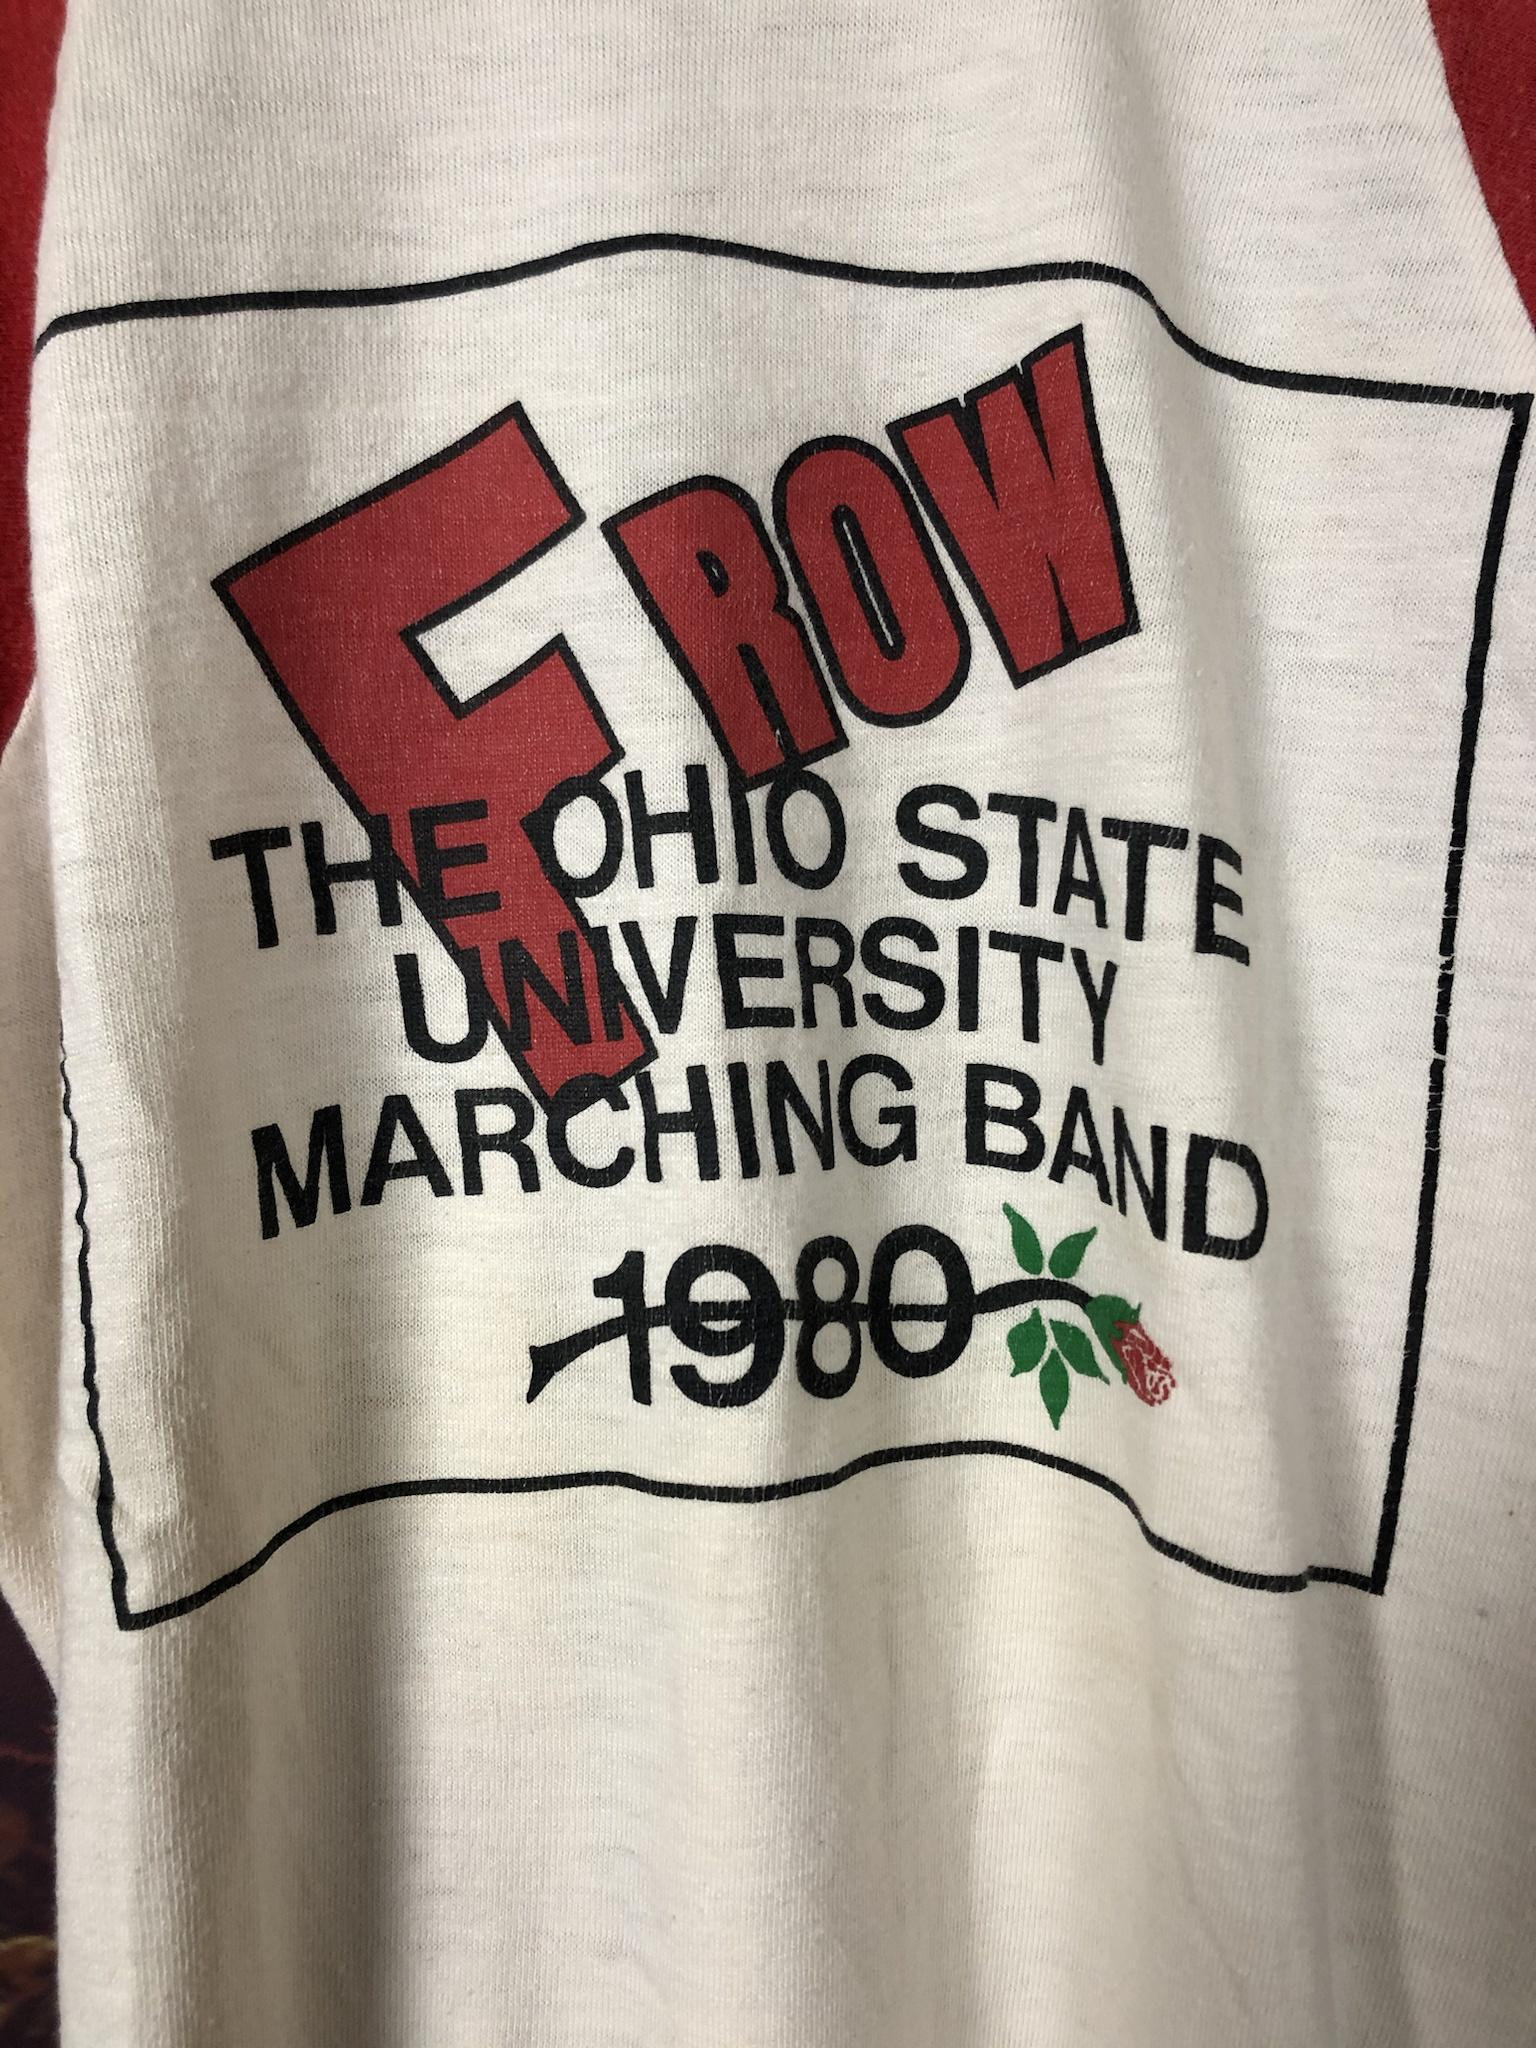 F ROW
THE OHIO STATE
UNIVERSITY
MARCHING BAND
1980